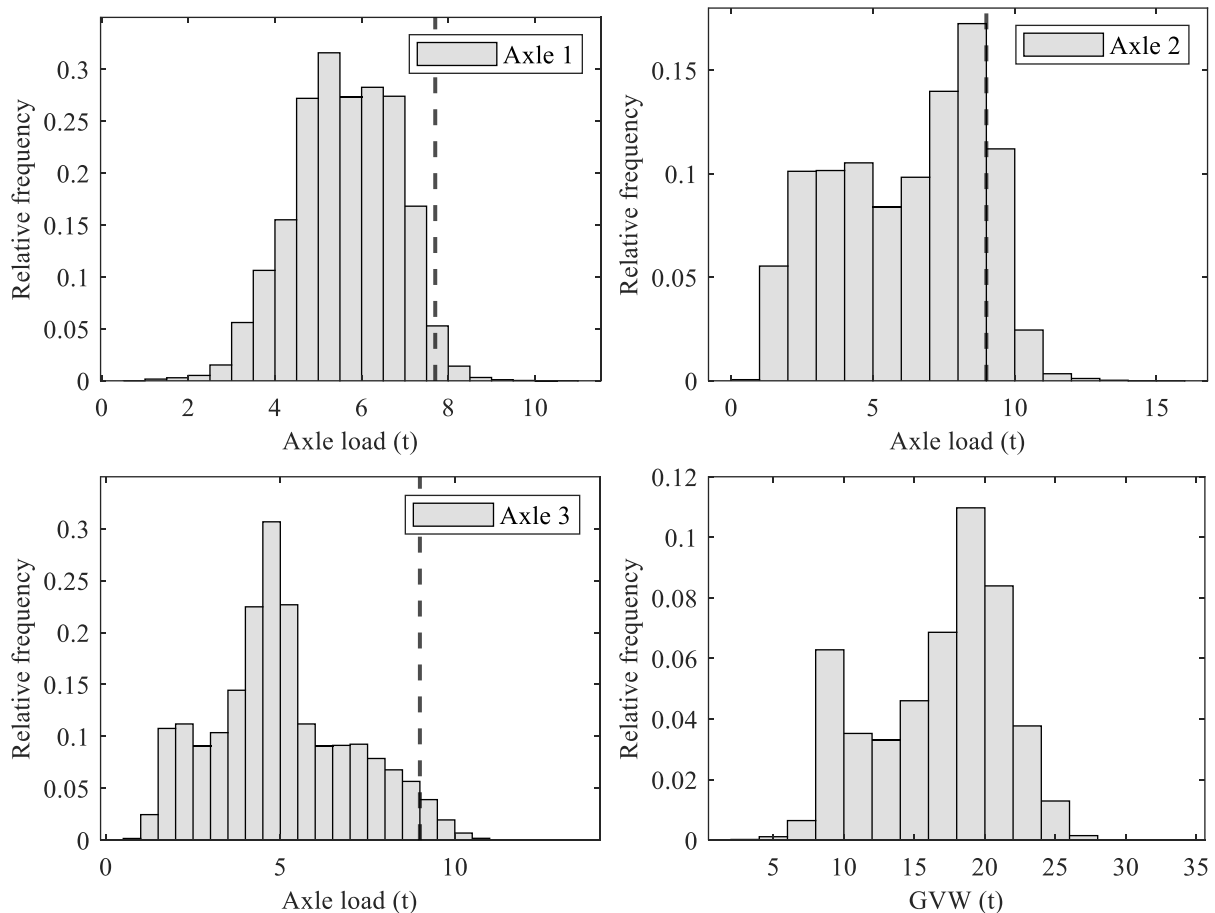 Axle 1
Relative frequency
0.3
0.25
0.2
0.15
0.1
0.05
0
0 2 4 6 8 10
Axle load (t)
Axle 2
Relative frequency
0.15
0.1
0.05
0
0 5 10 15
Axle load (t)
Axle 3
Relative frequency
0.3
0.25
0.2
0.15
0.1
0.05
0
0 5 10
Axle load (t)
Relative frequency
0.12
0.1
0.08
0.06
0.04
0.02
0
5 10 15 20 25 30 35
GVW (t)